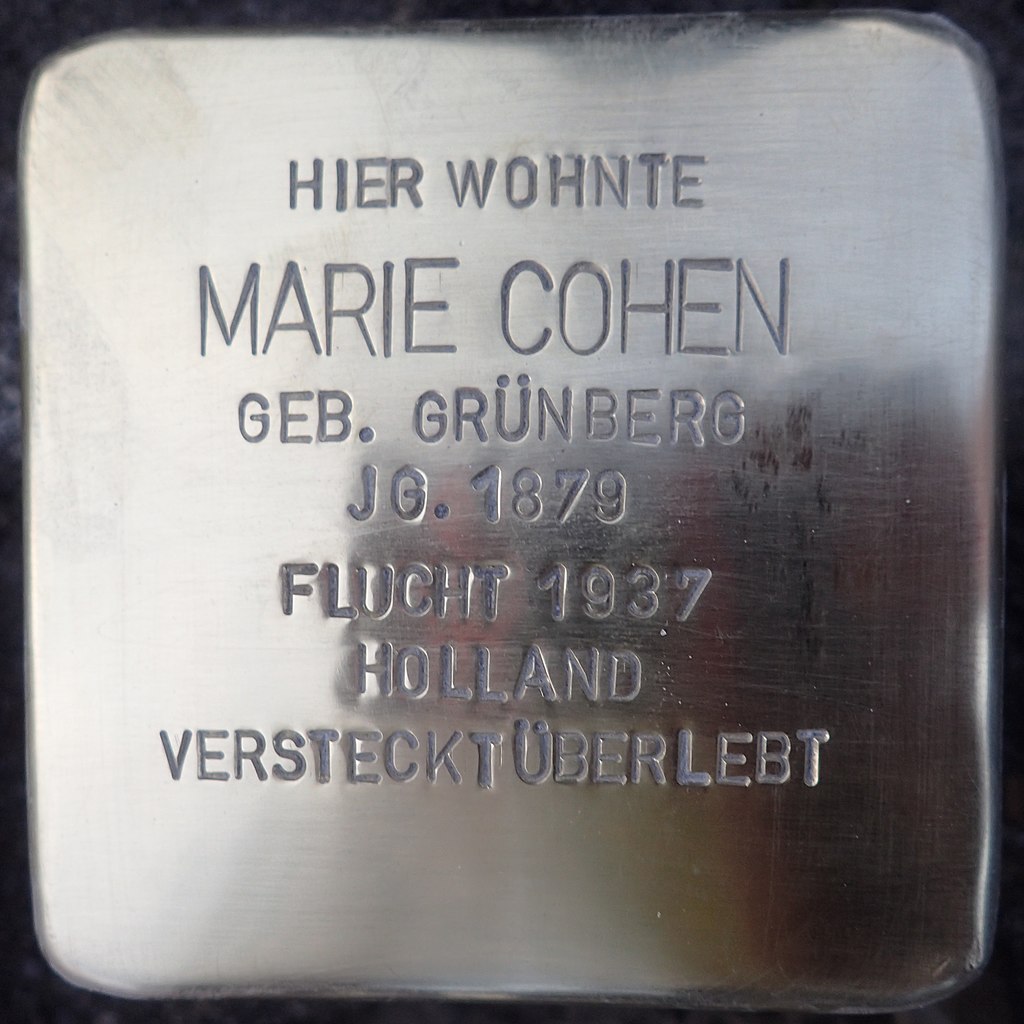 HIER WOHNTE
MARIE COHEN
GEB. GRÜNBERG
JG. 1879
FLUCHT 1937
HOLLAND
VERSTECKT ÜBERLEBT